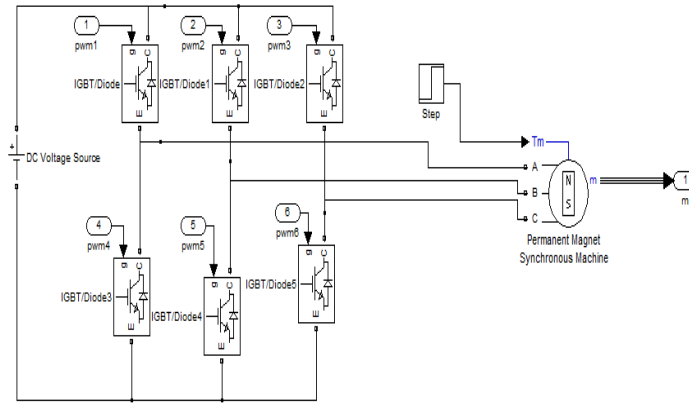 1
pwm1
2
pwm2
3
pwm3
g
C
E
IGBT/Diode
g
C
E
IGBT/Diode1
g
C
E
IGBT/Diode2
Step
+
DC Voltage Source
Tm
A
B
C
N
S
m
1
m
Permanent Magnet
Synchronous Machine
4
pwm4
5
pwm5
6
pwm6
g
C
E
IGBT/Diode3
g
C
E
IGBT/Diode4
g
C
E
IGBT/Diode5